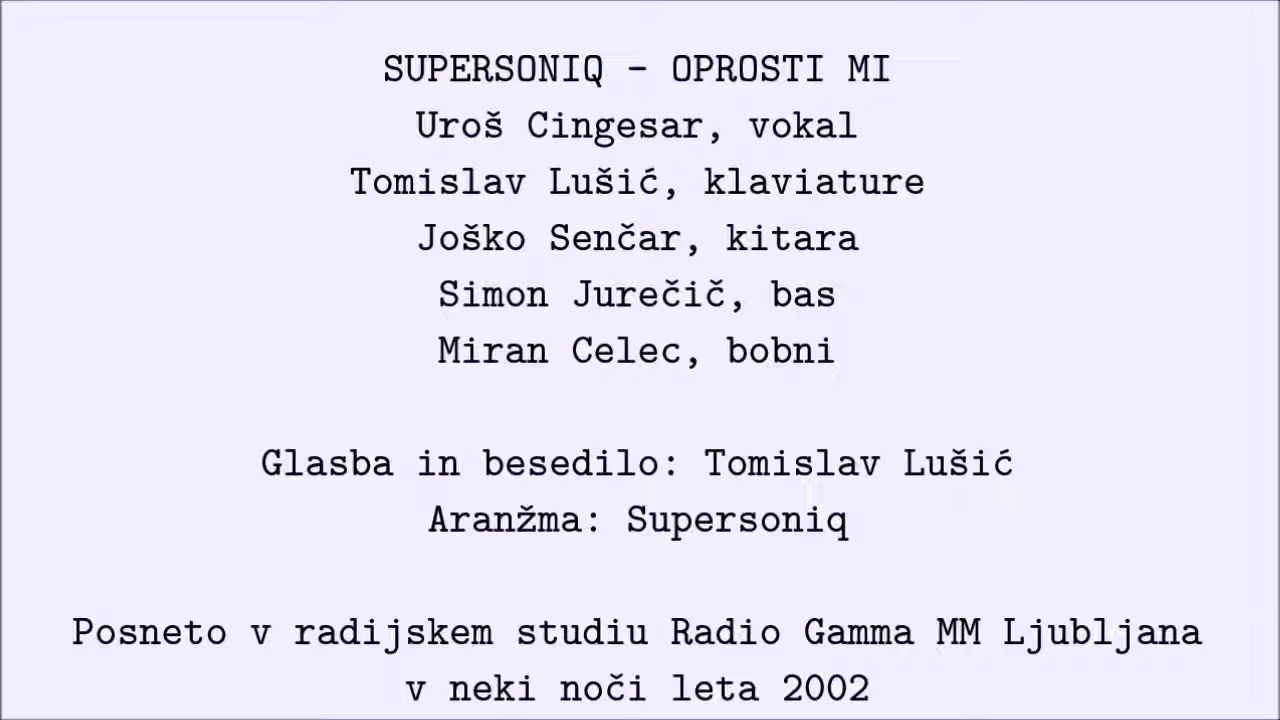 SUPERSONIQ - OPROSTI MI
Uroš Cingesar, vokal
Tomislav Lušić, klaviature
Joško Senčar, kitara
Simon Jurečič, bas
Miran Celec, bobni
Glasba in besedilo: Tomislav Lušić
Aranžma: Supersoniq
Posneto v radijskem studiu Radio Gamma MM Ljubljana
v neki noči leta 2002